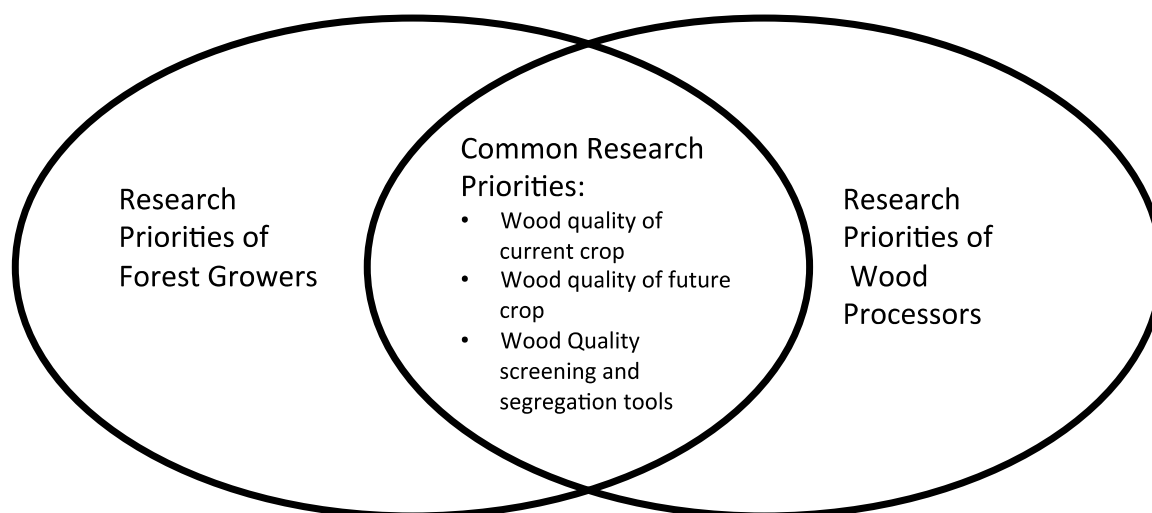 Research
Priorities of
Forest Growers
Common Research
Priorities:
• Wood quality of
current crop
• Wood quality of future
crop
• Wood Quality
screening and
segregation tools
Research
Priorities of
Wood
Processors